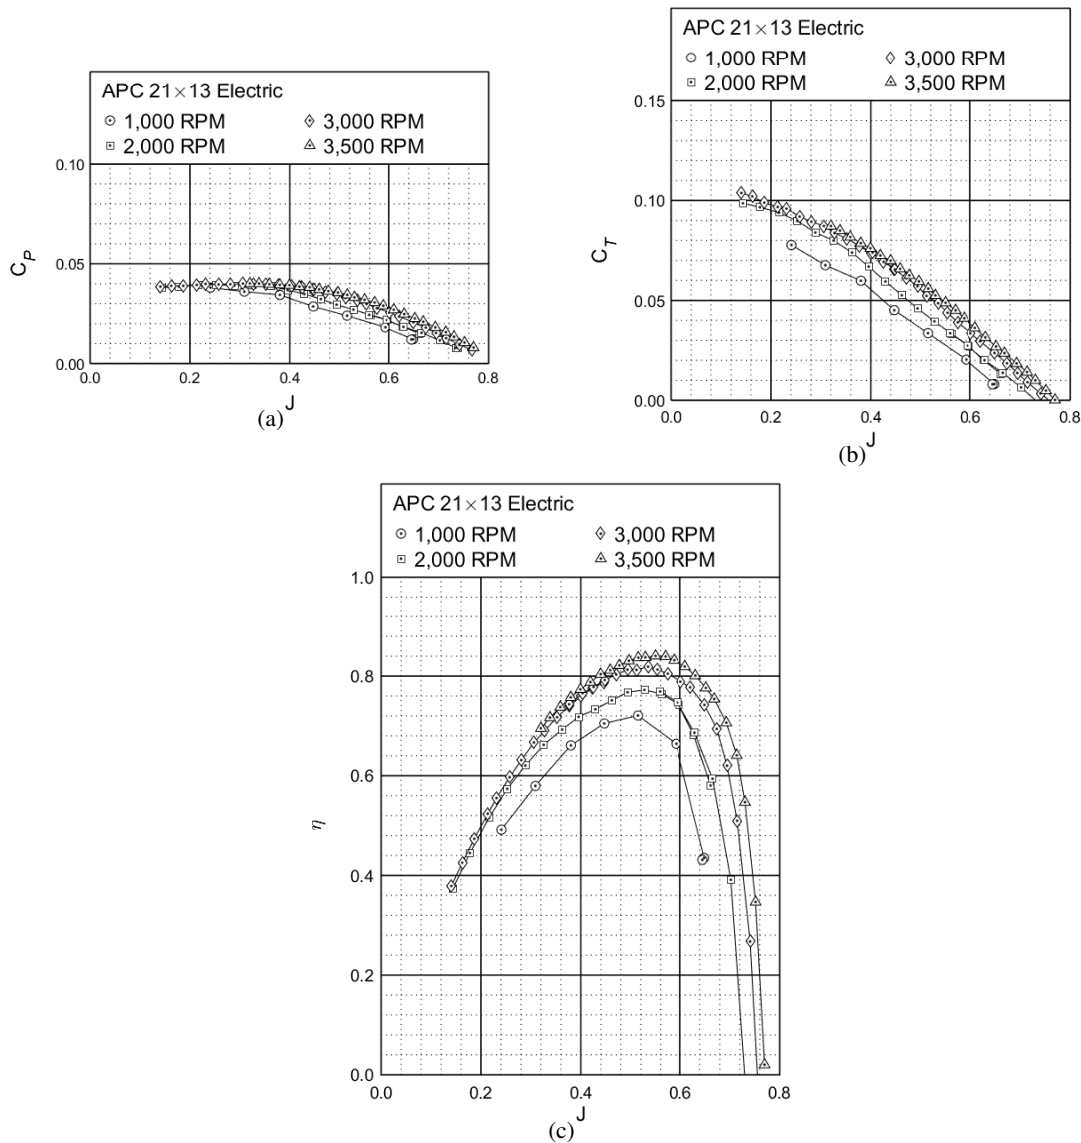 APC 21×13 Electric
1,000 RPM
3,000 RPM
2,000 RPM
3,500 RPM
0.10
0.05
0.00
C_P
0.0
0.2
0.4
0.6
0.8
J
(a)
APC 21×13 Electric
1,000 RPM
3,000 RPM
2,000 RPM
3,500 RPM
0.15
0.10
0.05
0.00
C_T
0.0
0.2
0.4
0.6
0.8
J
(b)
APC 21×13 Electric
1,000 RPM
3,000 RPM
2,000 RPM
3,500 RPM
1.0
0.8
0.6
0.4
0.2
0.0
η
0.0
0.2
0.4
0.6
0.8
J
(c)